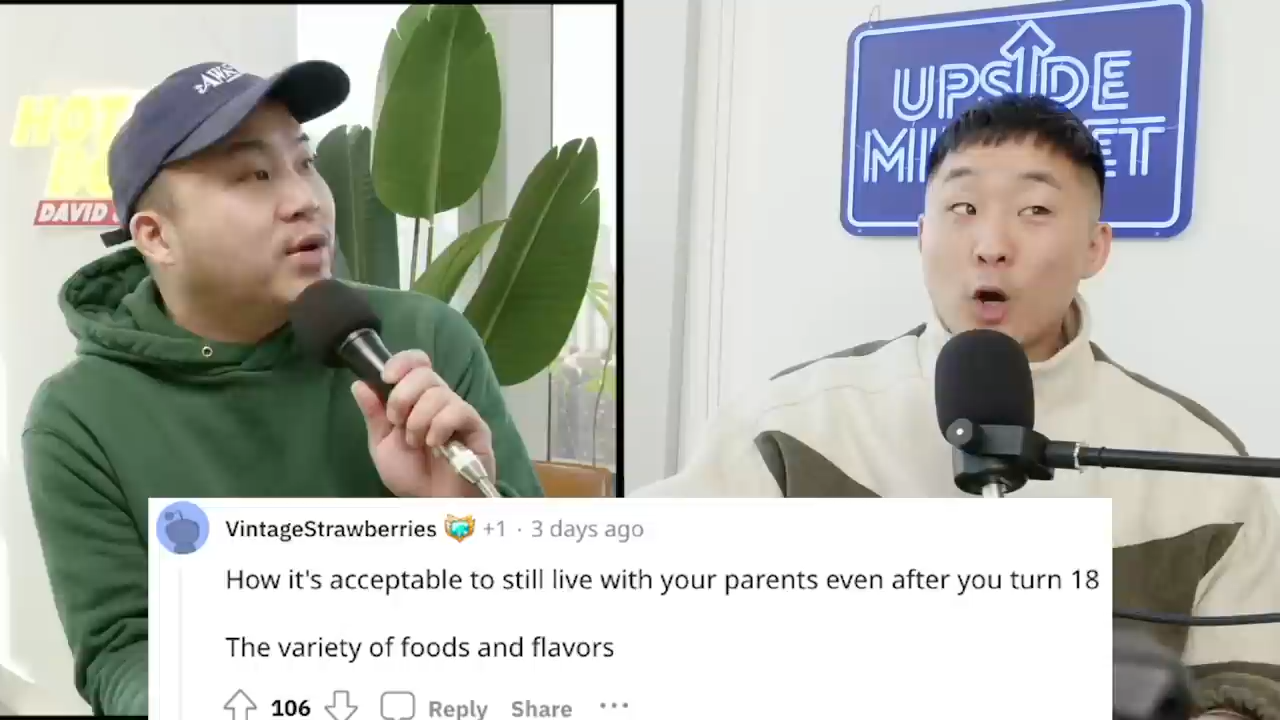 HOT
DAVID
UPSIDE
VintageStrawberries +1 · 3 days ago
How it's acceptable to still live with your parents even after you turn 18
The variety of foods and flavors
106 Reply Share ...